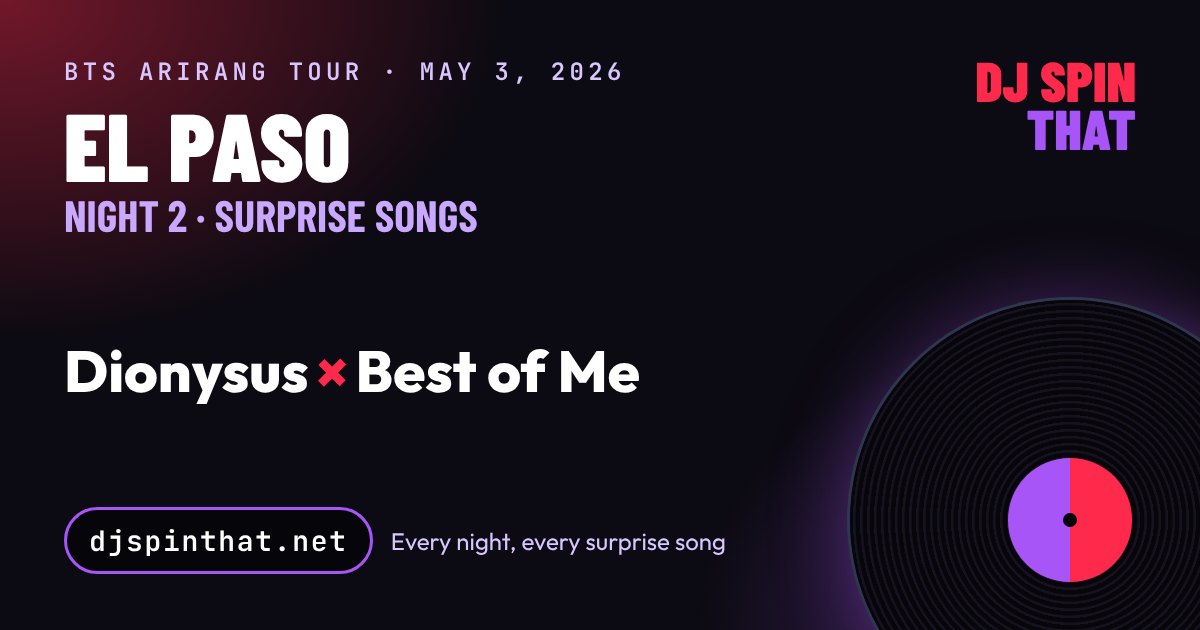 BTS ARIRANG TOUR · MAY 3, 2026
DJ SPIN
THAT
EL PASO
NIGHT 2 · SURPRISE SONGS
Dionysus × Best of Me
djspinthat.net
Every night, every surprise song